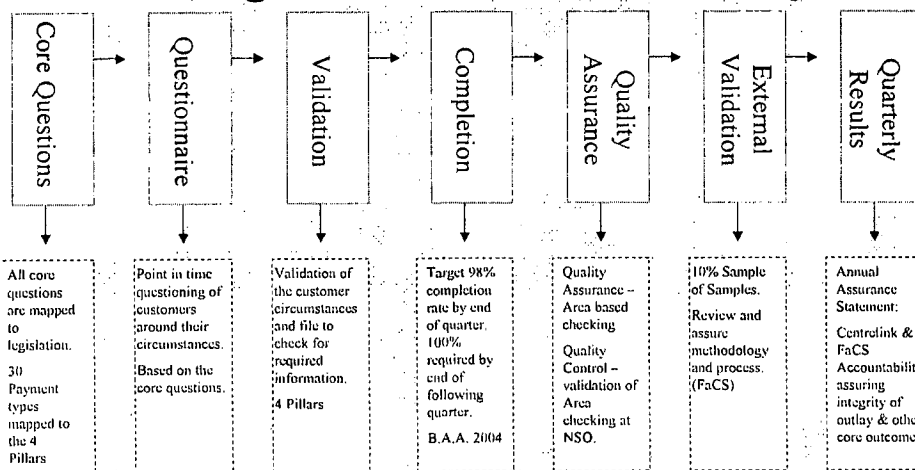 Core Questions
Questionnaire
Validation
Completion
Quality
Assurance
External
Validation
Quarterly
Results
All core
questions
are mapped
to
legislation.
30
Payment
types
mapped to
the 4
Pillars
Point in time
questioning of
customers
around their
circumstances.
Based on the
core questions.
Validation of
the customer
circumstances
and file to
check for
required
information.
4 Pillars
Target 98%
completion
rate by end
of quarter.
100%
required by
end of
following
quarter.
B.A.A. 2004
Quality
Assurance –
Area based
checking
Quality
Control –
validation of
Area
checking at
NSO.
10% Sample
of Samples.
Review and
assure
methodology
and process.
(FaCS)
Annual
Assurance
Statement:
Centrelink &
FaCS
Accountabilit
assuring
integrity of
outlay & othe
core outcome